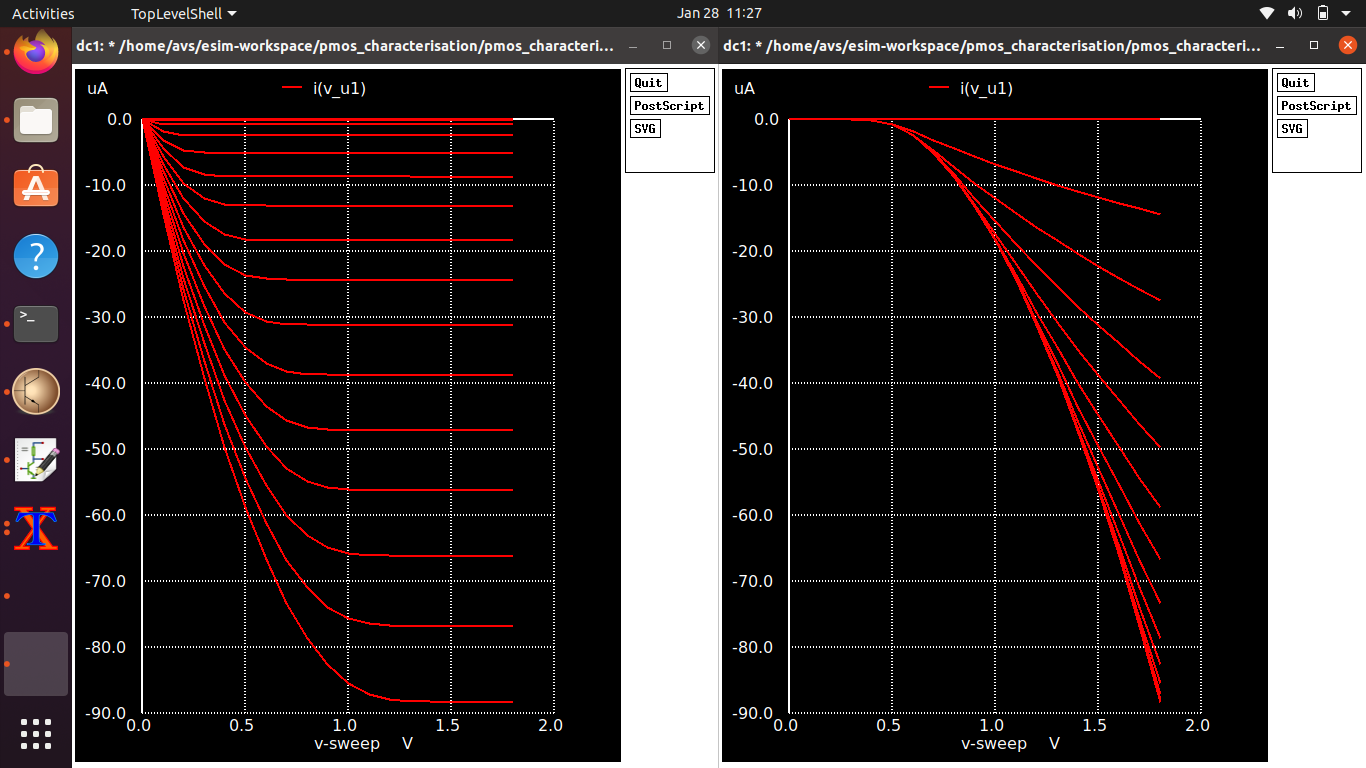 Activities
TopLevelShell
Jan 28 11:27
dc1: * /home/avs/esim-workspace/pmos_characterisation/pmos_characteri...
uA
i(v_u1)
0.0
-10.0
-20.0
-30.0
-40.0
-50.0
-60.0
-70.0
-80.0
-90.0
0.0 0.5 1.0 1.5 2.0
v-sweep V
Quit
PostScript
SVG
dc1: * /home/avs/esim-workspace/pmos_characterisation/pmos_characteri...
uA
i(v_u1)
0.0
-10.0
-20.0
-30.0
-40.0
-50.0
-60.0
-70.0
-80.0
-90.0
0.0 0.5 1.0 1.5 2.0
v-sweep V
Quit
PostScript
SVG